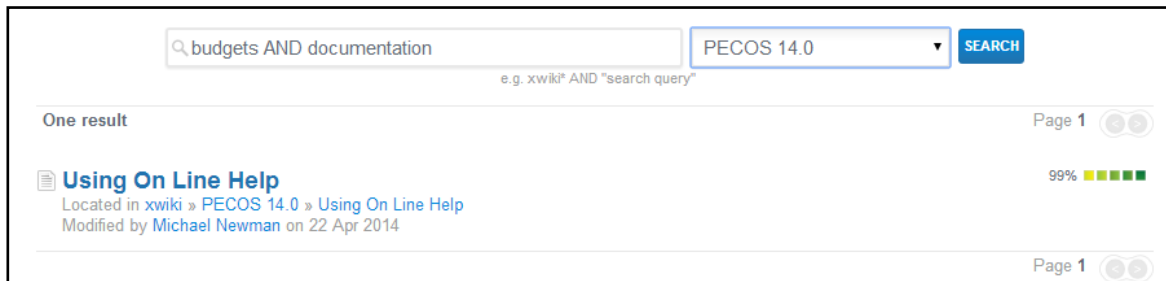 budgets AND documentation PECOS 14.0 SEARCH
e.g. xwiki* AND "search query"
One result Page 1
Using On Line Help 99%
Located in xwiki » PECOS 14.0 » Using On Line Help
Modified by Michael Newman on 22 Apr 2014
Page 1